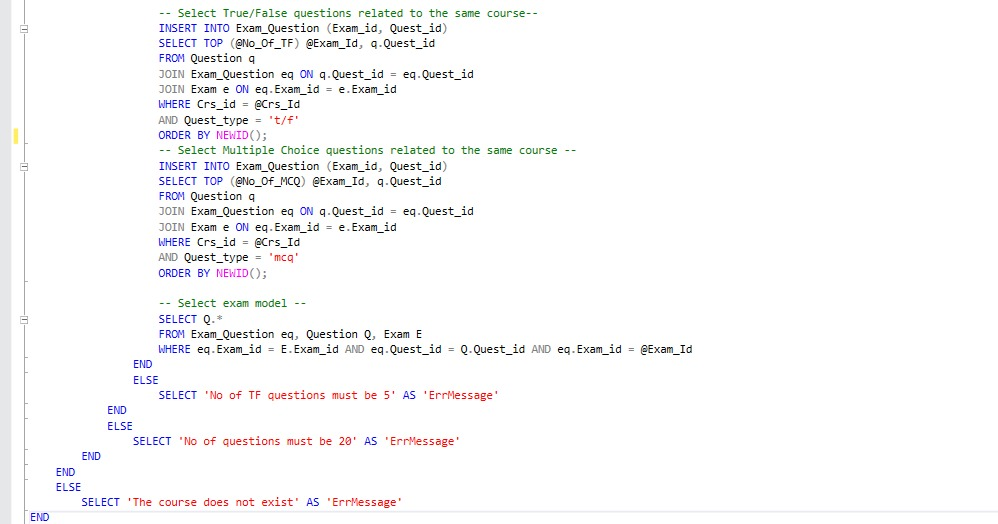 -- Select True/False questions related to the same course--
INSERT INTO Exam_Question (Exam_id, Quest_id)
SELECT TOP (@No_Of_TF) @Exam_Id, q.Quest_id
FROM Question q
JOIN Exam_Question eq ON q.Quest_id = eq.Quest_id
JOIN Exam e ON eq.Exam_id = e.Exam_id
WHERE Crs_id = @Crs_Id
AND Quest_type = 't/f'
ORDER BY NEWID();
-- Select Multiple Choice questions related to the same course --
INSERT INTO Exam_Question (Exam_id, Quest_id)
SELECT TOP (@No_Of_MCQ) @Exam_Id, q.Quest_id
FROM Question q
JOIN Exam_Question eq ON q.Quest_id = eq.Quest_id
JOIN Exam e ON eq.Exam_id = e.Exam_id
WHERE Crs_id = @Crs_Id
AND Quest_type = 'mcq'
ORDER BY NEWID();
-- Select exam model --
SELECT Q.*
FROM Exam_Question eq, Question Q, Exam E
WHERE eq.Exam_id = E.Exam_id AND eq.Quest_id = Q.Quest_id AND eq.Exam_id = @Exam_Id
END
ELSE
SELECT 'No of TF questions must be 5' AS 'ErrMessage'
END
ELSE
SELECT 'No of questions must be 20' AS 'ErrMessage'
END
END
ELSE
SELECT 'The course does not exist' AS 'ErrMessage'
END